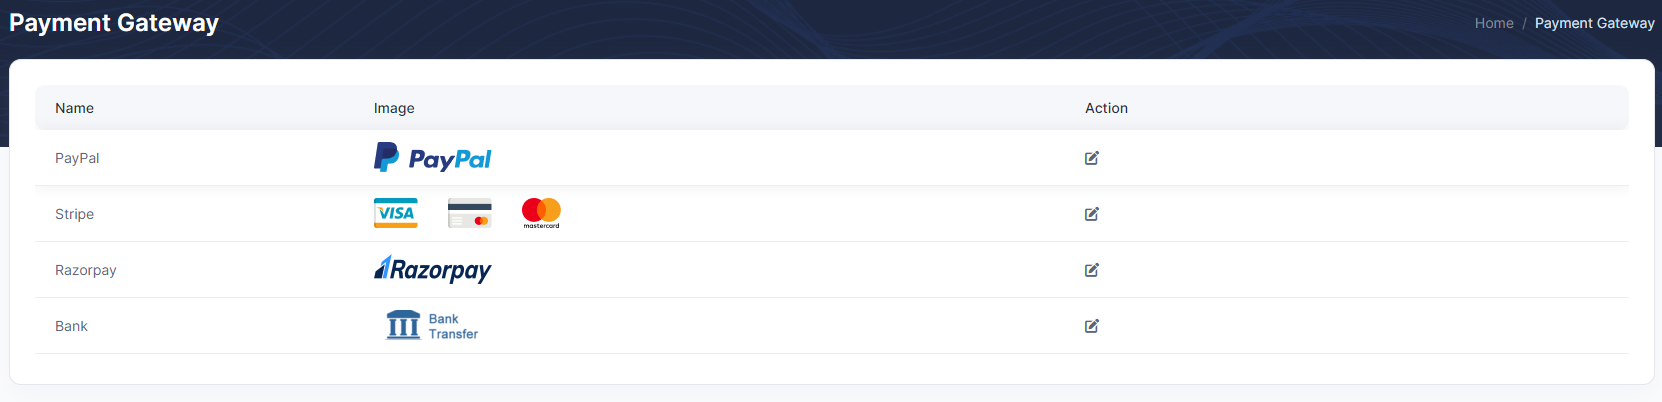 Payment Gateway
Home / Payment Gateway
Name Image Action
PayPal PayPal
Stripe VISA mastercard
Razorpay Razorpay
Bank Bank
Transfer